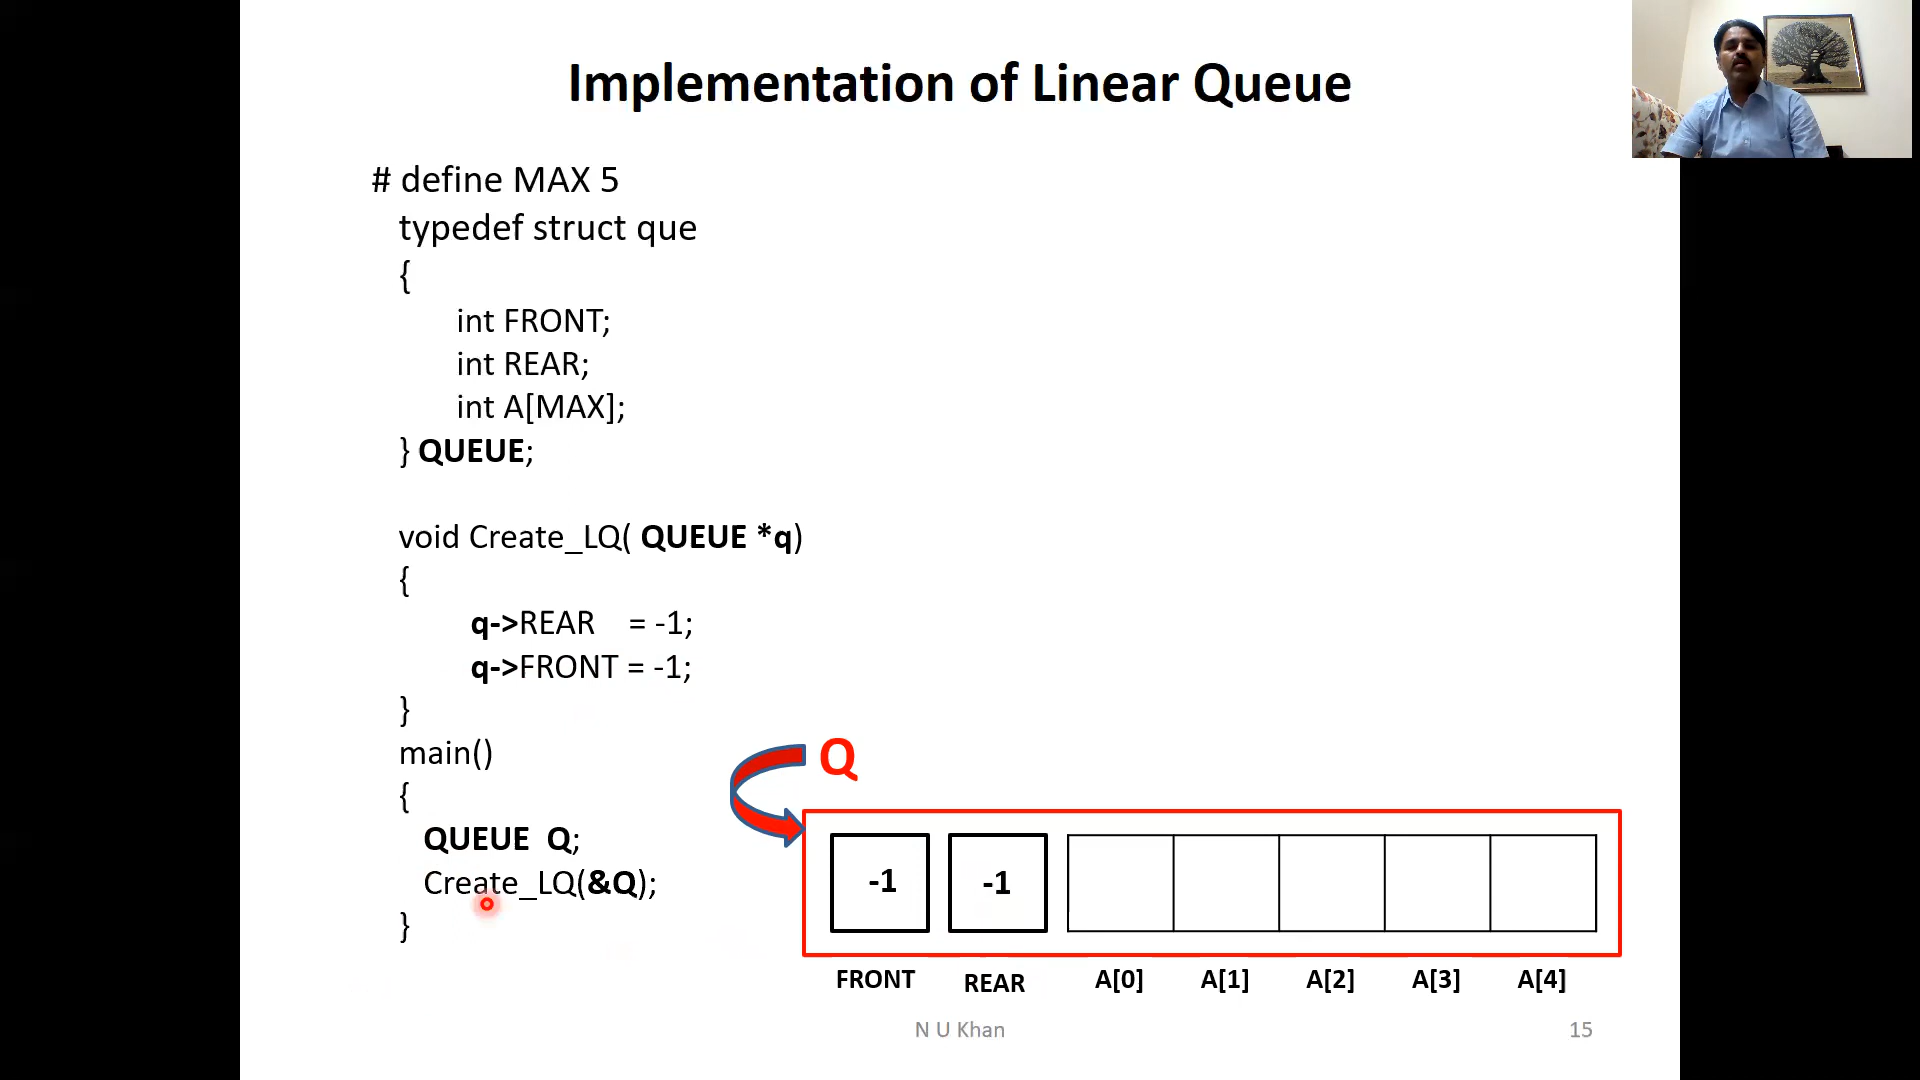 Implementation of Linear Queue
# define MAX 5
typedef struct que
{
int FRONT;
int REAR;
int A[MAX];
} QUEUE;
void Create_LQ( QUEUE *q)
{
q->REAR = -1;
q->FRONT = -1;
}
main()
{
QUEUE Q;
Create_LQ(&Q);
}
Q
-1 -1
FRONT REAR A[0] A[1] A[2] A[3] A[4]
N U Khan 15